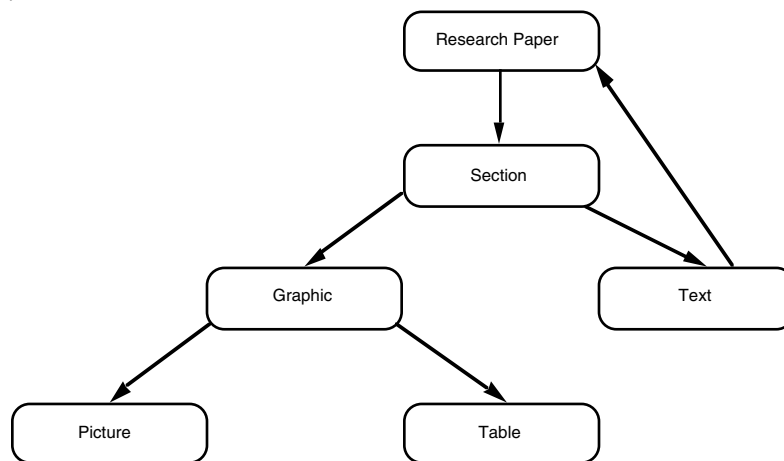 Research Paper
Section
Graphic
Text
Picture
Table